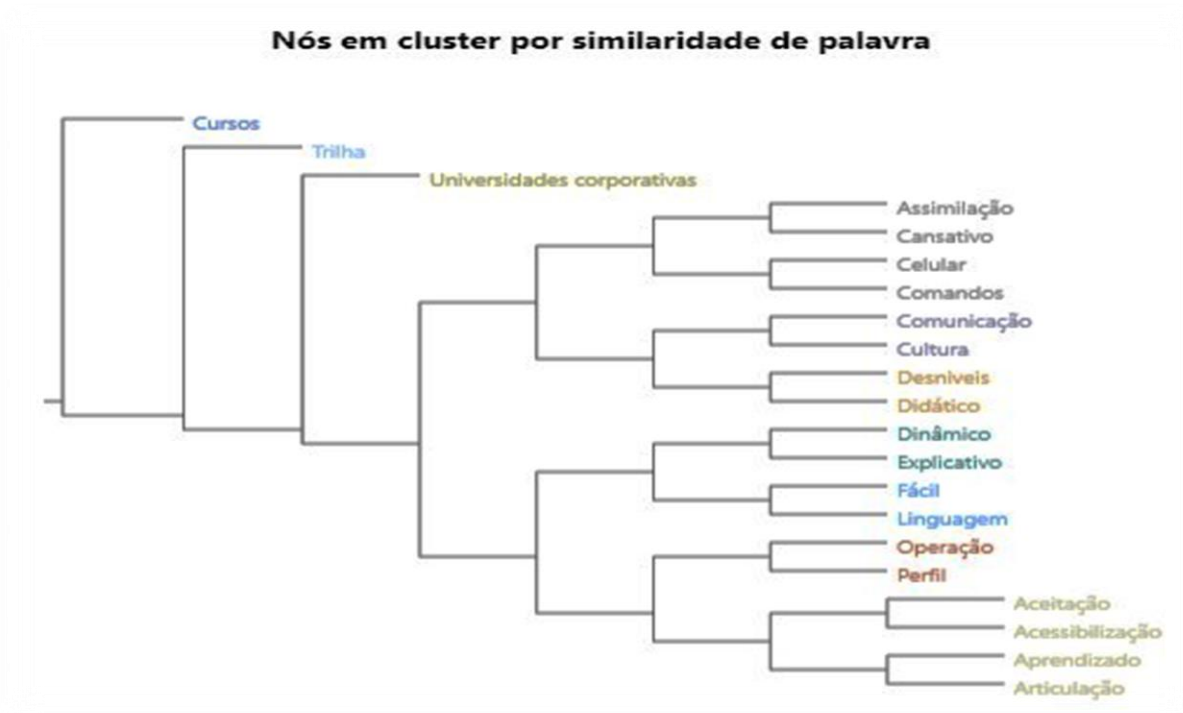 Nós em cluster por similaridade de palavra
Cursos
Trilha
Universidades corporativas
Assimilação
Cansativo
Celular
Comandos
Comunicação
Cultura
Desniveis
Didático
Dinâmico
Explicativo
Fácil
Linguagem
Operação
Perfil
Aceitação
Acessibilização
Aprendizado
Articulação